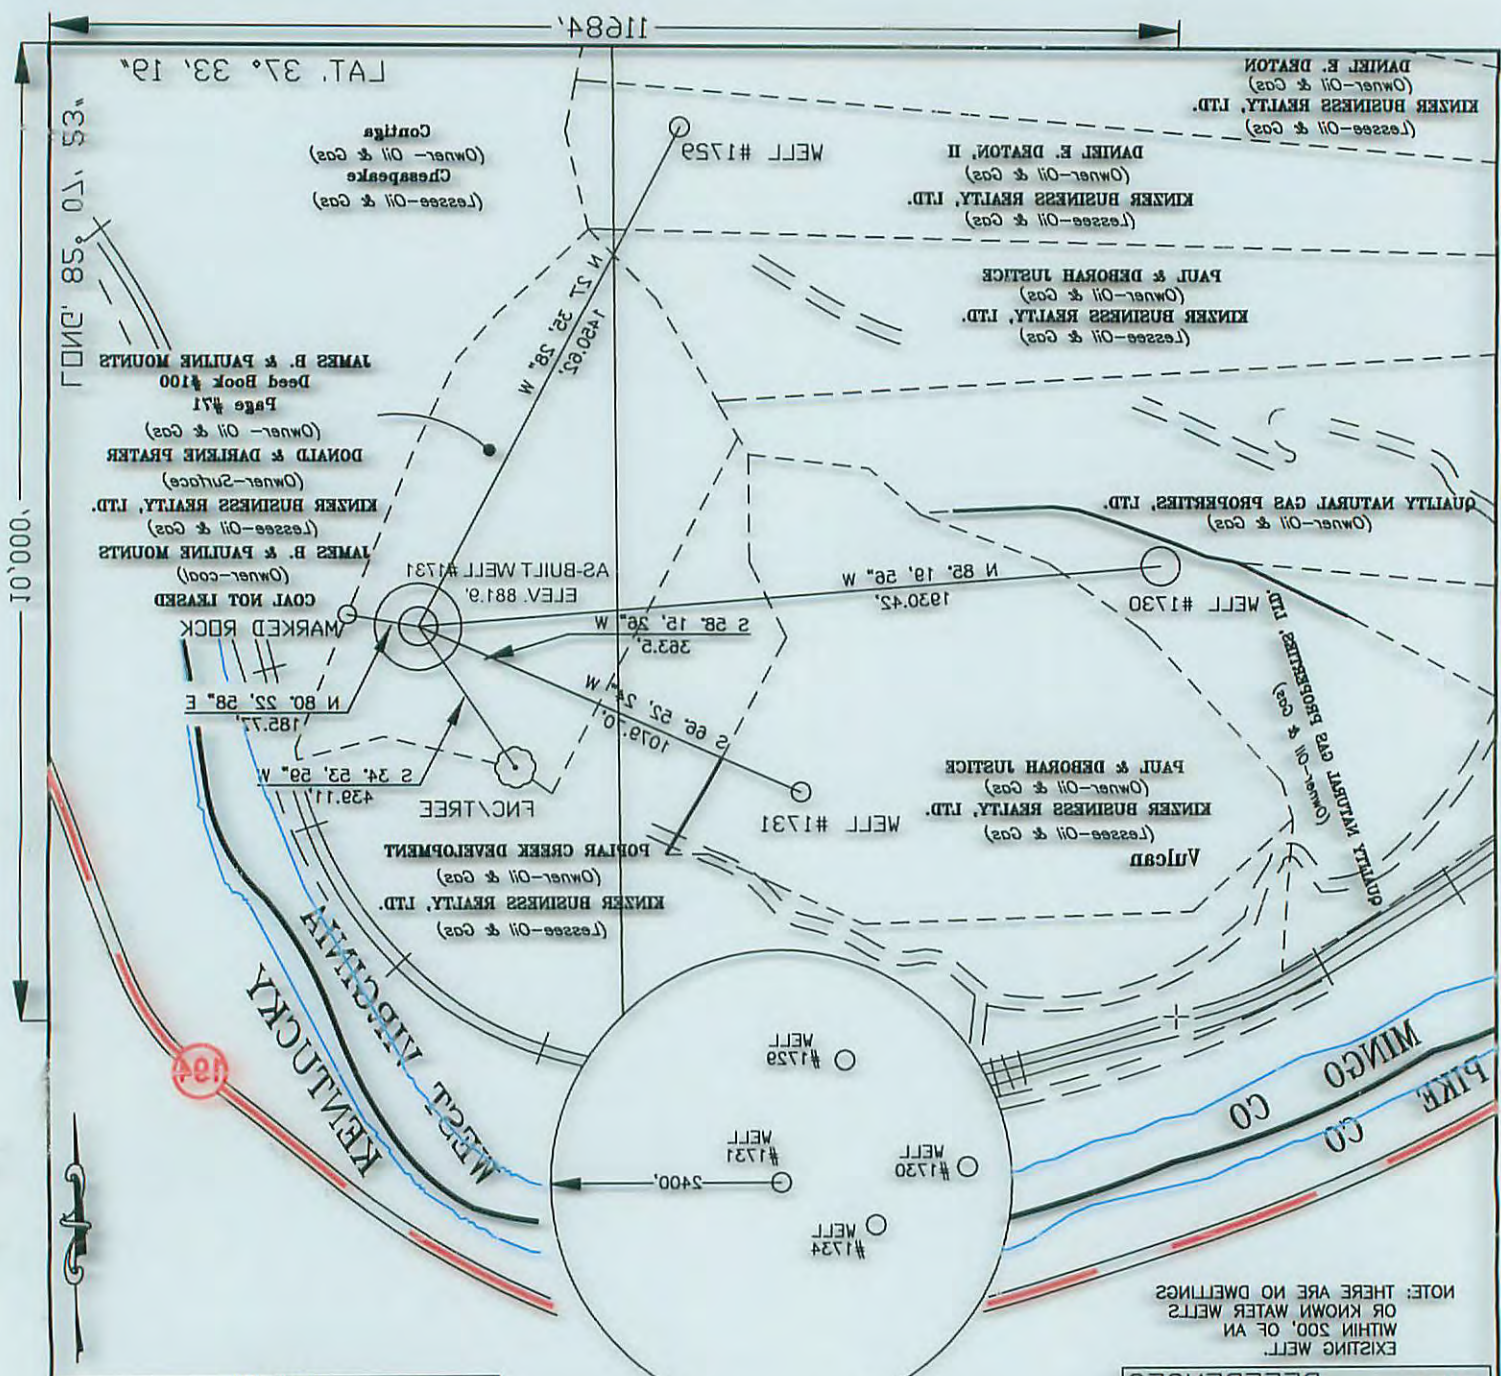 11684'
LAT. 37° 33' 19"
LONG. 85° 07' 53"
10,000'
DANIEL E. DEATON
(Owner-Oil & Gas)
KINZER BUSINESS REALTY, LTD.
(Lessee-Oil & Gas)
WELL #1729
DANIEL E. DEATON, II
(Owner-Oil & Gas)
KINZER BUSINESS REALTY, LTD.
(Lessee-Oil & Gas)
Contiga
(Owner- Oil & Gas)
Chesapeake
(Lessee-Oil & Gas)
PAUL & DEBORAH JUSTICE
(Owner-Oil & Gas)
KINZER BUSINESS REALTY, LTD.
(Lessee-Oil & Gas)
N 27° 35' 28" W
1450.62'
JAMES B. & PAULINE MOUNTS
Deed Book #100
Page #71
(Owner- Oil & Gas)
DONALD & DARLENE PRATER
(Owner-Surface)
KINZER BUSINESS REALTY, LTD.
(Lessee-Oil & Gas)
JAMES B. & PAULINE MOUNTS
(Owner-coal)
COAL NOT LEASED
MARKED ROCK
QUALITY NATURAL GAS PROPERTIES, LTD.
(Owner-Oil & Gas)
AS-BUILT WELL #1731
ELEV. 881.9'
N 85° 19' 56" W
1930.42'
WELL #1730
S 58° 15' 26" W
363.5'
QUALITY NATURAL GAS PROPERTIES, LTD.
(Owner-Oil & Gas)
N 80° 22' 58" E
185.77'
S 66° 52' 24" W
1079.0'
S 34° 53' 59" W
439.11'
FNC/TREE
WELL #1731
PAUL & DEBORAH JUSTICE
(Owner-Oil & Gas)
KINZER BUSINESS REALTY, LTD.
(Lessee-Oil & Gas)
Vulcan
POPLAR CREEK DEVELOPMENT
(Owner-Oil & Gas)
KINZER BUSINESS REALTY, LTD.
(Lessee-Oil & Gas)
WEST VIRGINIA
KENTUCKY
194
MINGO CO
PIKE CO
WELL
#1729
WELL
#1731
WELL
#1730
2400'
WELL
#1734
NOTE: THERE ARE NO DWELLINGS
OR KNOWN WATER WELLS
WITHIN 200' OF AN
EXISTING WELL.
REFERENCES